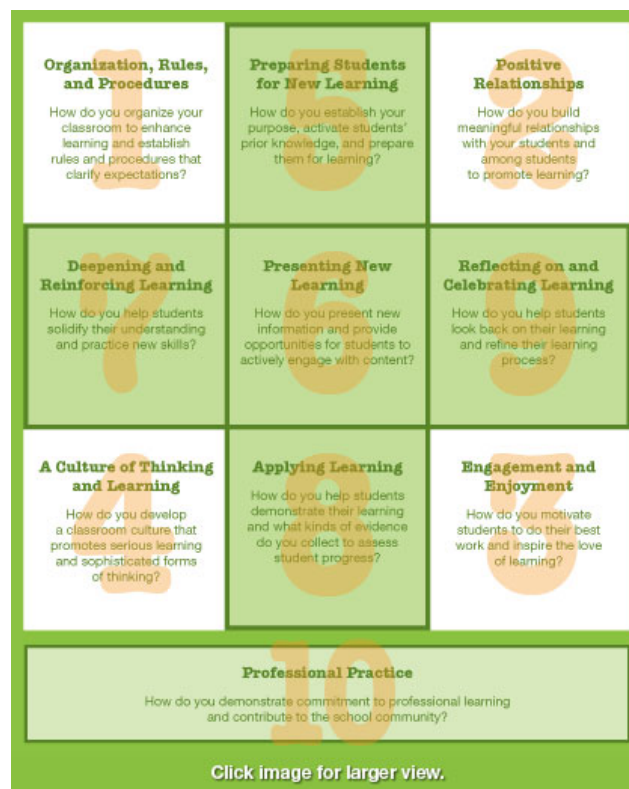 1
Organization, Rules,
and Procedures
How do you organize your
classroom to enhance
learning and establish
rules and procedures that
clarify expectations?
5
Preparing Students
for New Learning
How do you establish your
purpose, activate students'
prior knowledge, and prepare
them for learning?
2
Positive
Relationships
How do you build
meaningful relationships
with your students and
among students
to promote learning?
7
Deepening and
Reinforcing Learning
How do you help students
solidify their understanding
and practice new skills?
6
Presenting New
Learning
How do you present new
information and provide
opportunities for students to
actively engage with content?
9
Reflecting on and
Celebrating Learning
How do you help students
look back on their learning
and refine their learning
process?
4
A Culture of Thinking
and Learning
How do you develop
a classroom culture that
promotes serious learning
and sophisticated forms
of thinking?
8
Applying Learning
How do you help students
demonstrate their learning
and what kinds of evidence
do you collect to assess
student progress?
3
Engagement and
Enjoyment
How do you motivate
students to do their best
work and inspire the love
of learning?
10
Professional Practice
How do you demonstrate commitment to professional learning
and contribute to the school community?
Click image for larger view.